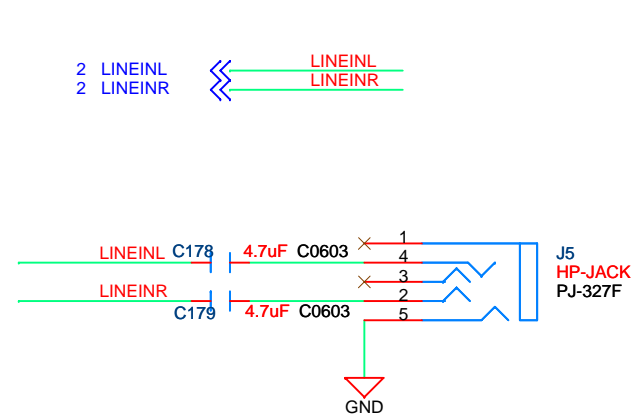 2 LINEINL LINEINL
2 LINEINR LINEINR
LINEINL C178 4.7uF C0603
LINEINR C179 4.7uF C0603
1
4
3
2
5
J5
HP-JACK
PJ-327F
GND